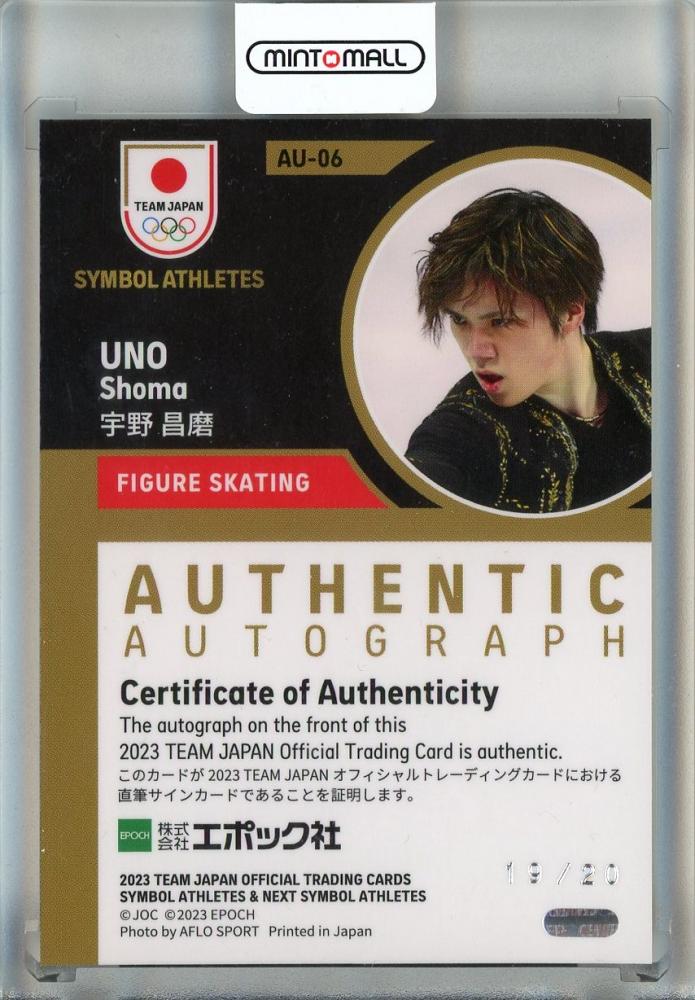 MINT MALL
AU-06
TEAM JAPAN
SYMBOL ATHLETES
UNO
Shoma
宇野 昌磨
FIGURE SKATING
AUTHENTIC
AUTOGRAPH
Certificate of Authenticity
The autograph on the front of this
2023 TEAM JAPAN Official Trading Card is authentic.
このカードが 2023 TEAM JAPAN オフィシャルトレーディングカードにおける
直筆サインカードであることを証明します。
EPOCH 株式会社エポック社
19/20
2023 TEAM JAPAN OFFICIAL TRADING CARDS
SYMBOL ATHLETES & NEXT SYMBOL ATHLETES
©JOC ©2023 EPOCH
Photo by AFLO SPORT Printed in Japan